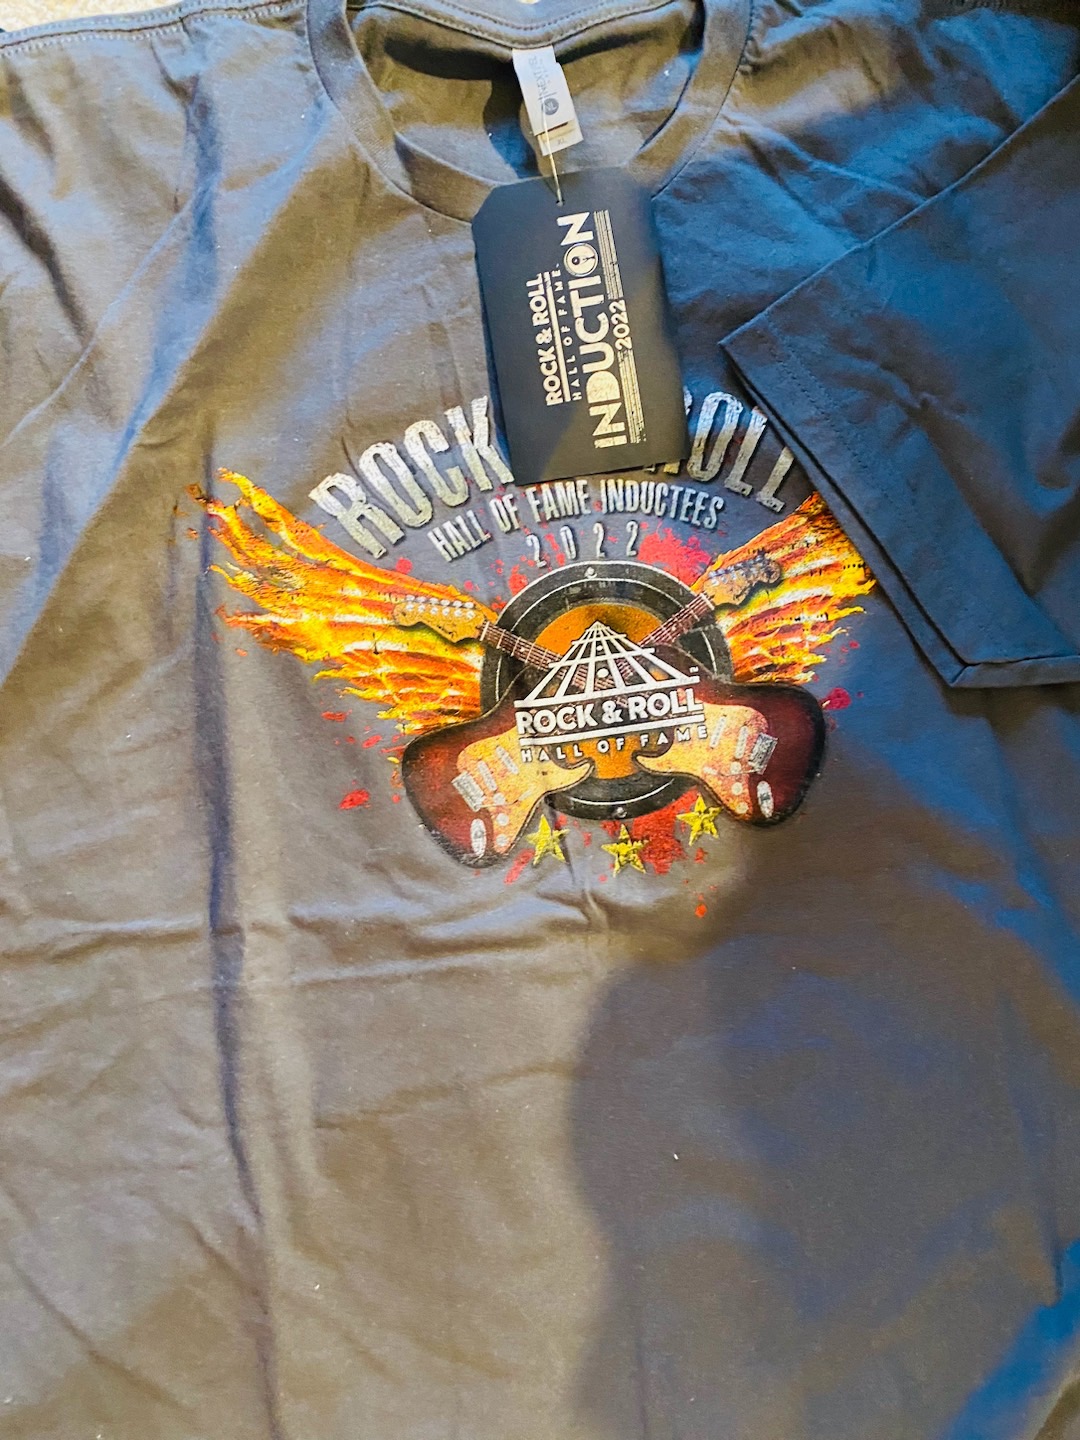 XL
ROCK & ROLL
HALL OF FAME
INDUCTION
2022
ROCK ROLL
HALL OF FAME INDUCTEES
2022
ROCK & ROLL
HALL OF FAME